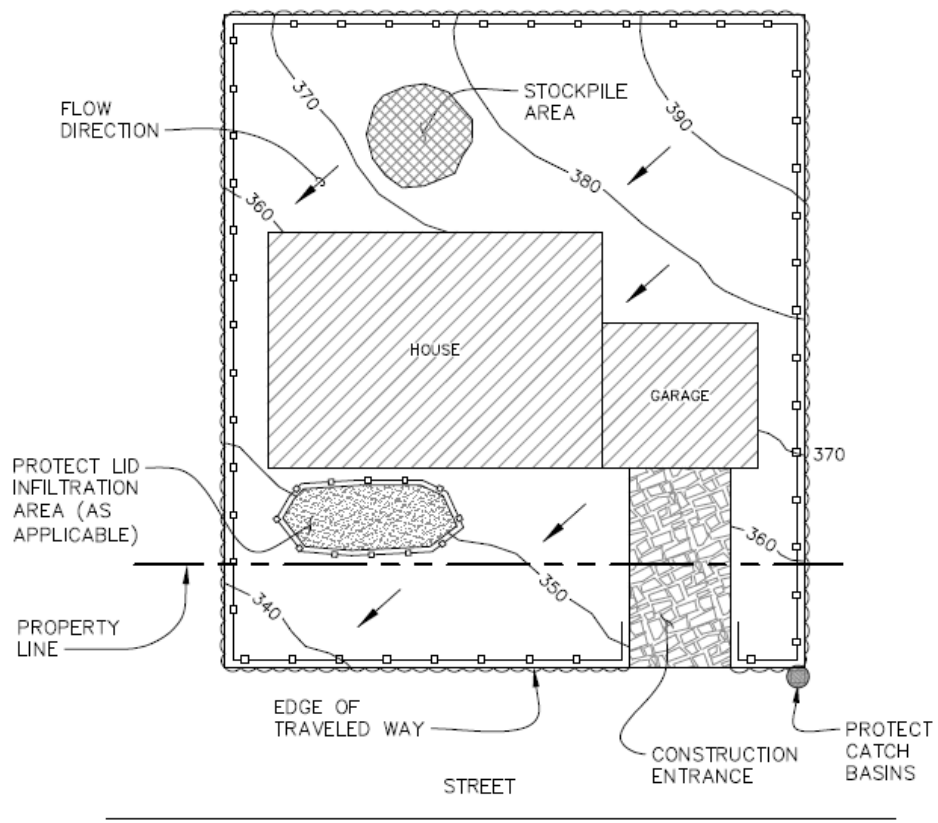 370
390
FLOW
DIRECTION
STOCKPILE
AREA
380
360
HOUSE
GARAGE
370
PROTECT LID
INFILTRATION
AREA (AS
APPLICABLE)
360
350
340
PROPERTY
LINE
EDGE OF
TRAVELED WAY
CONSTRUCTION
ENTRANCE
PROTECT
CATCH
BASINS
STREET